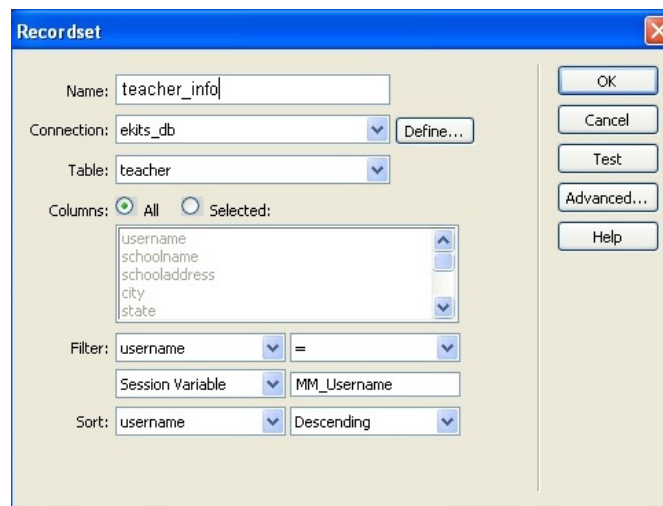 Recordset
Name: teacher_info
Connection: ekits_db Define...
Table: teacher
Columns: All Selected:
username
schoolname
schooladdress
city
state
Filter: username =
Session Variable MM_Username
Sort: username Descending
OK
Cancel
Test
Advanced...
Help